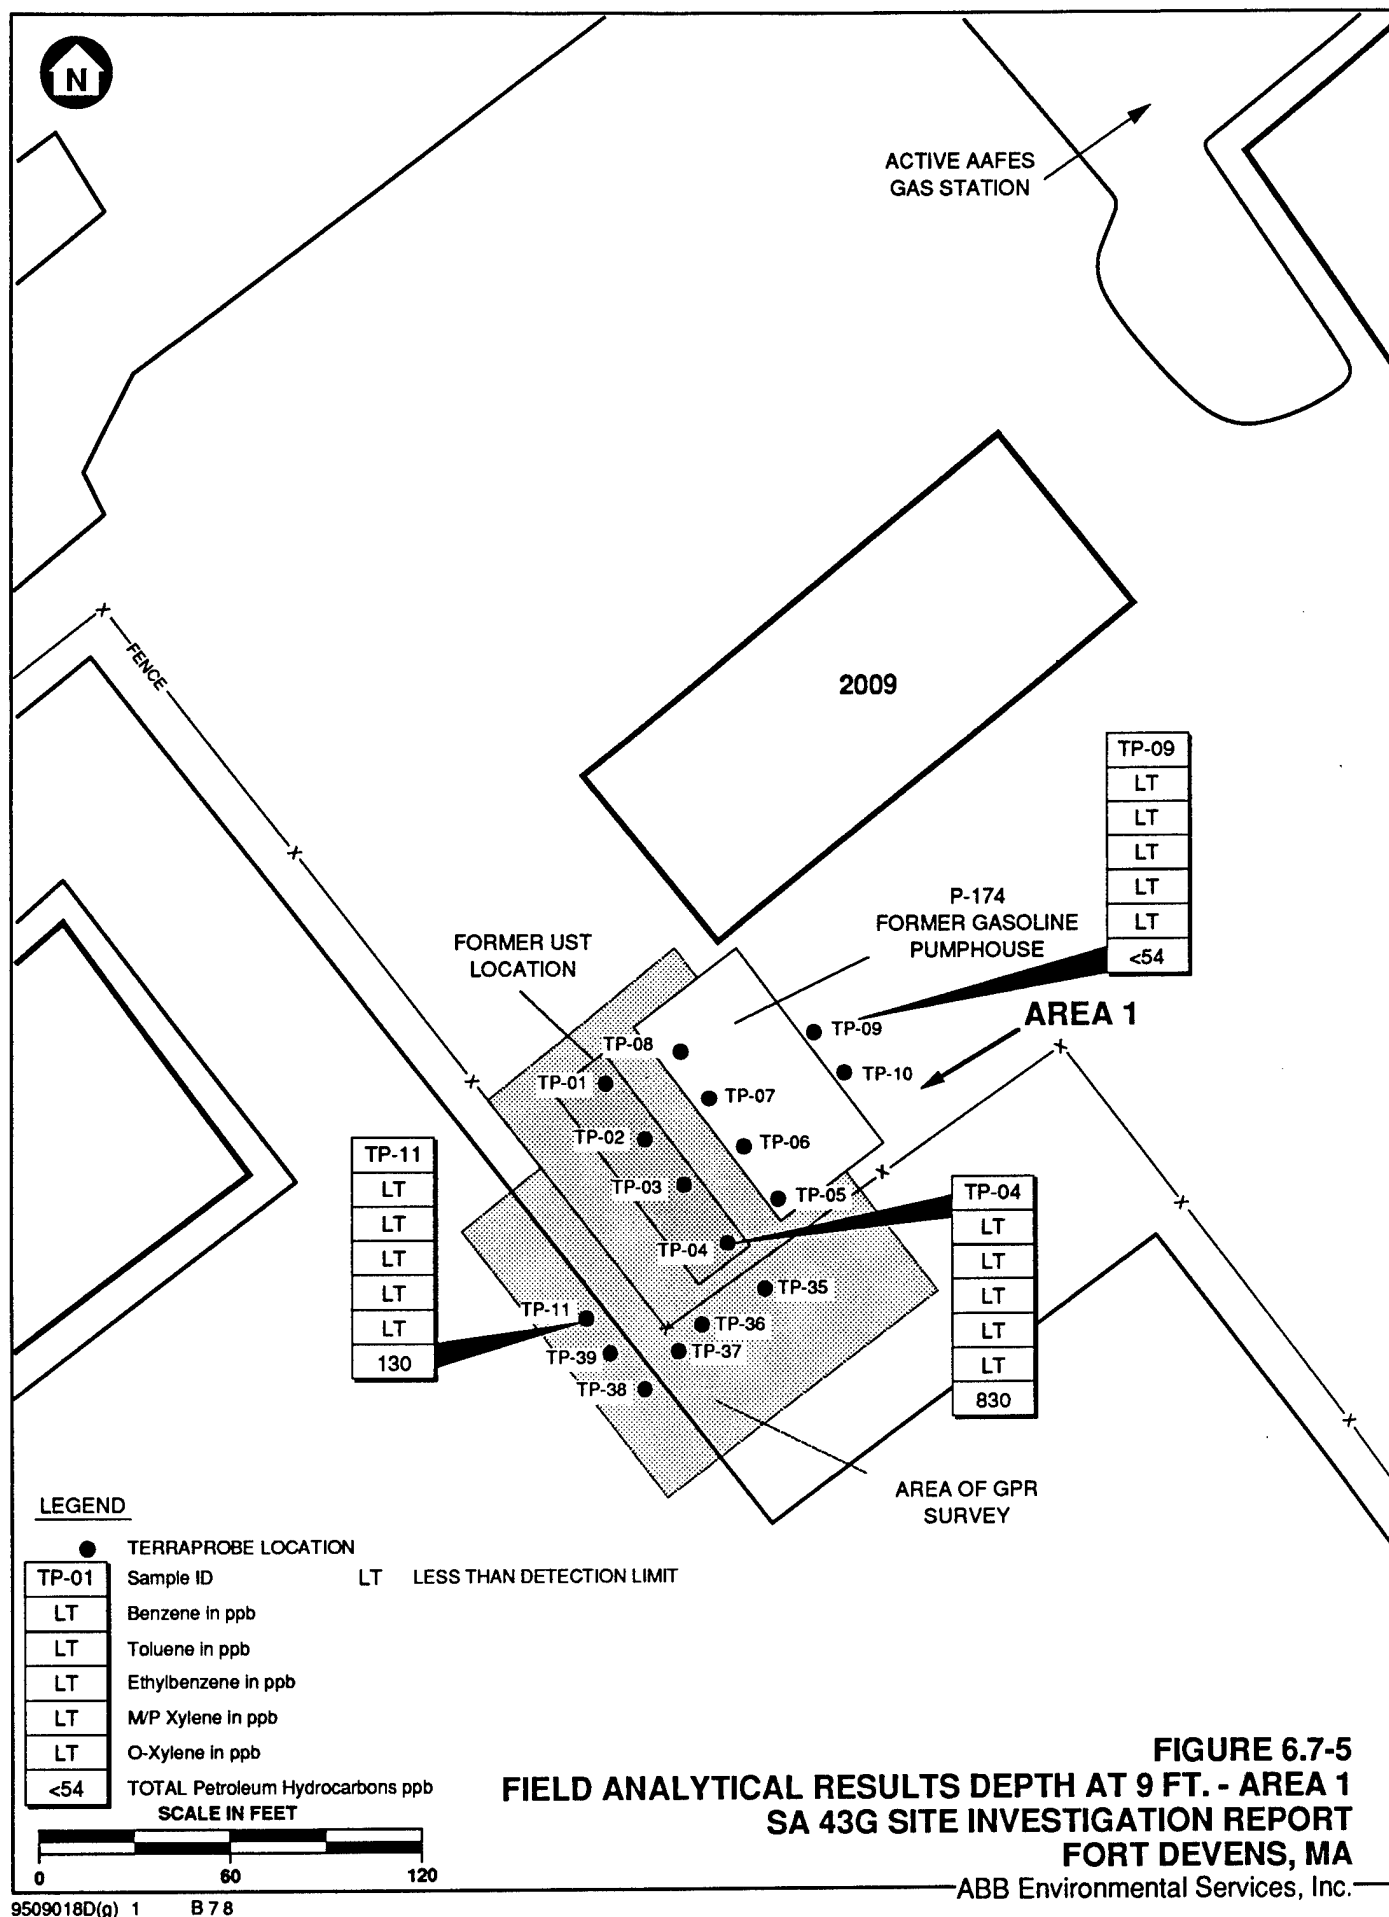 N
ACTIVE AAFES
GAS STATION
X
FENCE
2009
X
TP-09
LT
LT
LT
LT
LT
<54
P-174
FORMER GASOLINE
PUMPHOUSE
FORMER UST
LOCATION
AREA 1
TP-09
TP-08
X
TP-10
X
TP-01
TP-07
TP-02
TP-06
X
TP-03
TP-05
X
TP-04
TP-11
LT
LT
LT
LT
LT
130
TP-04
LT
LT
LT
LT
LT
830
TP-35
TP-11
TP-36
X
TP-39
TP-37
TP-38
X
AREA OF GPR
SURVEY
LEGEND
TERRAPROBE LOCATION
TP-01 Sample ID LT LESS THAN DETECTION LIMIT
LT Benzene in ppb
LT Toluene in ppb
LT Ethylbenzene in ppb
LT M/P Xylene in ppb
LT O-Xylene in ppb
<54 TOTAL Petroleum Hydrocarbons ppb
SCALE IN FEET
0 60 120
FIGURE 6.7-5
FIELD ANALYTICAL RESULTS DEPTH AT 9 FT. - AREA 1
SA 43G SITE INVESTIGATION REPORT
FORT DEVENS, MA
ABB Environmental Services, Inc.
9509018D(g) 1 B 7 8